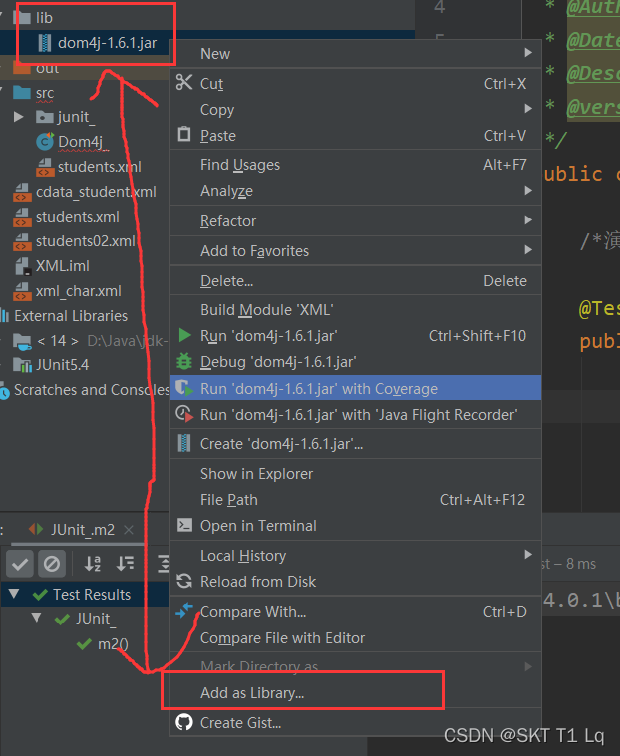 lib
dom4j-1.6.1.jar
out
src
junit_
Dom4j_
students.xml
cdata_student.xml
students.xml
students02.xml
XML.iml
xml_char.xml
External Libraries
< 14 > D:\Java\jdk-
JUnit5.4
Scratches and Consoles
New
Cut Ctrl+X
Copy
Paste Ctrl+V
Find Usages Alt+F7
Analyze
Refactor
Add to Favorites
Delete... Delete
Build Module 'XML'
Run 'dom4j-1.6.1.jar' Ctrl+Shift+F10
Debug 'dom4j-1.6.1.jar'
Run 'dom4j-1.6.1.jar' with Coverage
Run 'dom4j-1.6.1.jar' with 'Java Flight Recorder'
Create 'dom4j-1.6.1.jar'...
Show in Explorer
File Path Ctrl+Alt+F12
Open in Terminal
Local History
Reload from Disk
Compare With... Ctrl+D
Compare File with Editor
Mark Directory as
Add as Library...
Create Gist...
4
5
* @Auth
* @Date
* @Desc
* @vers
*/
ublic c
/*演
@Tes
publ
: JUnit_.m2 ×
Test Results
JUnit_
m2()
st – 8 ms
4.0.1\b
CSDN @SKT T1 Lq